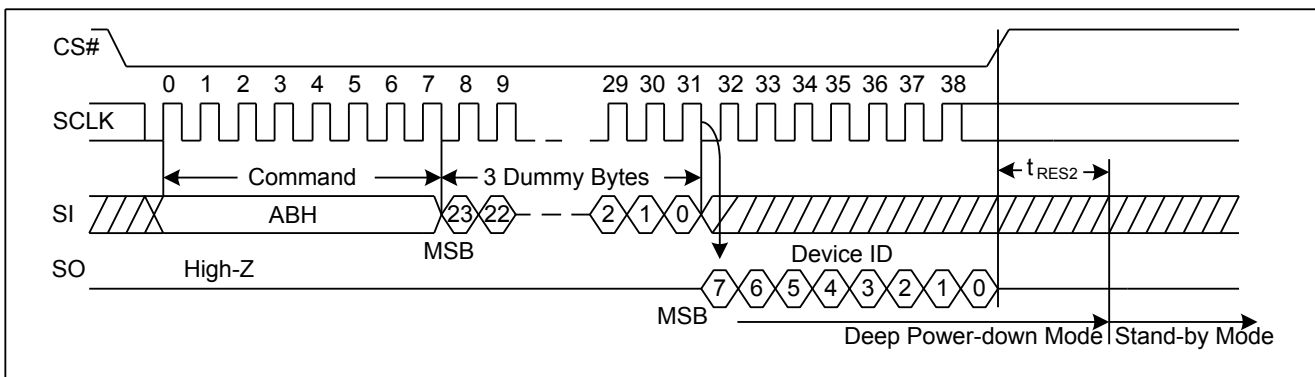 CS#
0 1 2 3 4 5 6 7 8 9 29 30 31 32 33 34 35 36 37 38
SCLK
Command 3 Dummy Bytes t RES2
SI ABH 23 22 2 1 0
MSB Device ID
SO High-Z 7 6 5 4 3 2 1 0
MSB
Deep Power-down Mode Stand-by Mode